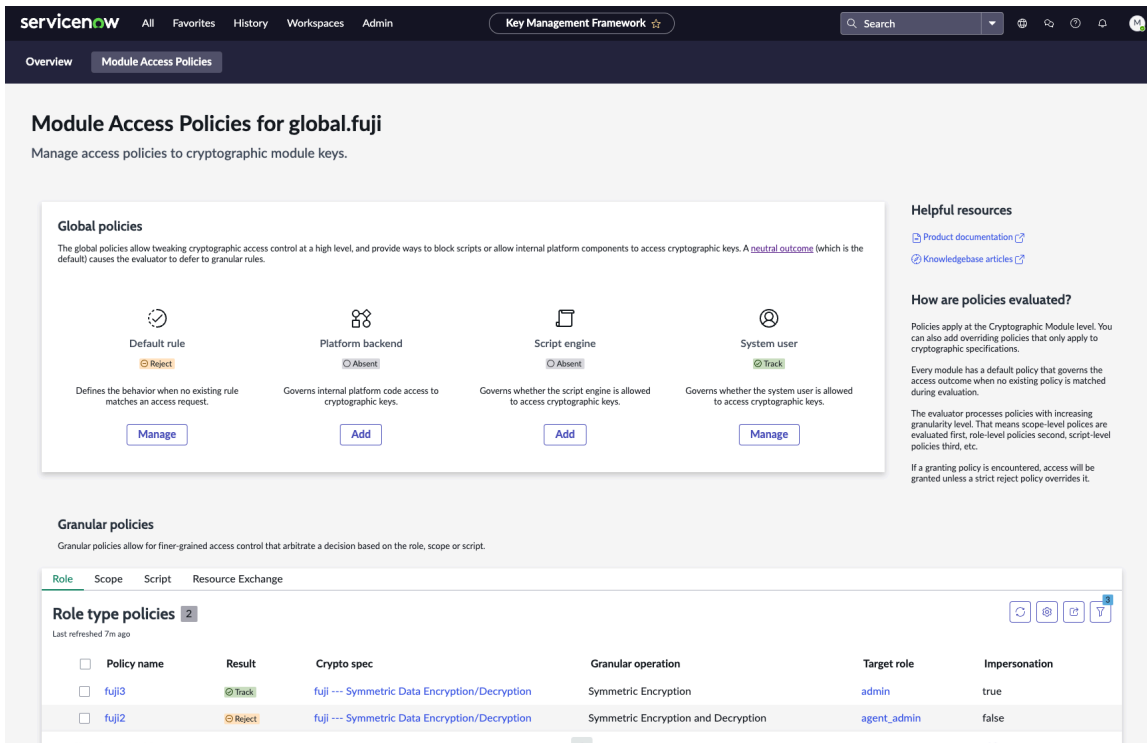 servicenow
All Favorites History Workspaces Admin
Key Management Framework
Search
M
Overview Module Access Policies
Module Access Policies for global.fuji
Manage access policies to cryptographic module keys.
Global policies
The global policies allow tweaking cryptographic access control at a high level, and provide ways to block scripts or allow internal platform components to access cryptographic keys. A neutral outcome (which is the
default) causes the evaluator to defer to granular rules.
Default rule
Reject
Defines the behavior when no existing rule
matches an access request.
Manage
Platform backend
Absent
Governs internal platform code access to
cryptographic keys.
Add
Script engine
Absent
Governs whether the script engine is allowed
to access cryptographic keys.
Add
System user
Track
Governs whether the system user is allowed
to access cryptographic keys.
Manage
Helpful resources
Product documentation
Knowledgebase articles
How are policies evaluated?
Policies apply at the Cryptographic Module level. You
can also add overriding policies that only apply to
cryptographic specifications.
Every module has a default policy that governs the
access outcome when no existing policy is matched
during evaluation.
The evaluator processes policies with increasing
granularity level. That means scope-level polices are
evaluated first, role-level policies second, script-level
policies third, etc.
If a granting policy is encountered, access will be
granted unless a strict reject policy overrides it.
Granular policies
Granular policies allow for finer-grained access control that arbitrate a decision based on the role, scope or script.
Role Scope Script Resource Exchange
Role type policies 2
3
Last refreshed 7m ago
Policy name Result Crypto spec Granular operation Target role Impersonation
fuji3 Track fuji --- Symmetric Data Encryption/Decryption Symmetric Encryption admin true
fuji2 Reject fuji --- Symmetric Data Encryption/Decryption Symmetric Encryption and Decryption agent_admin false